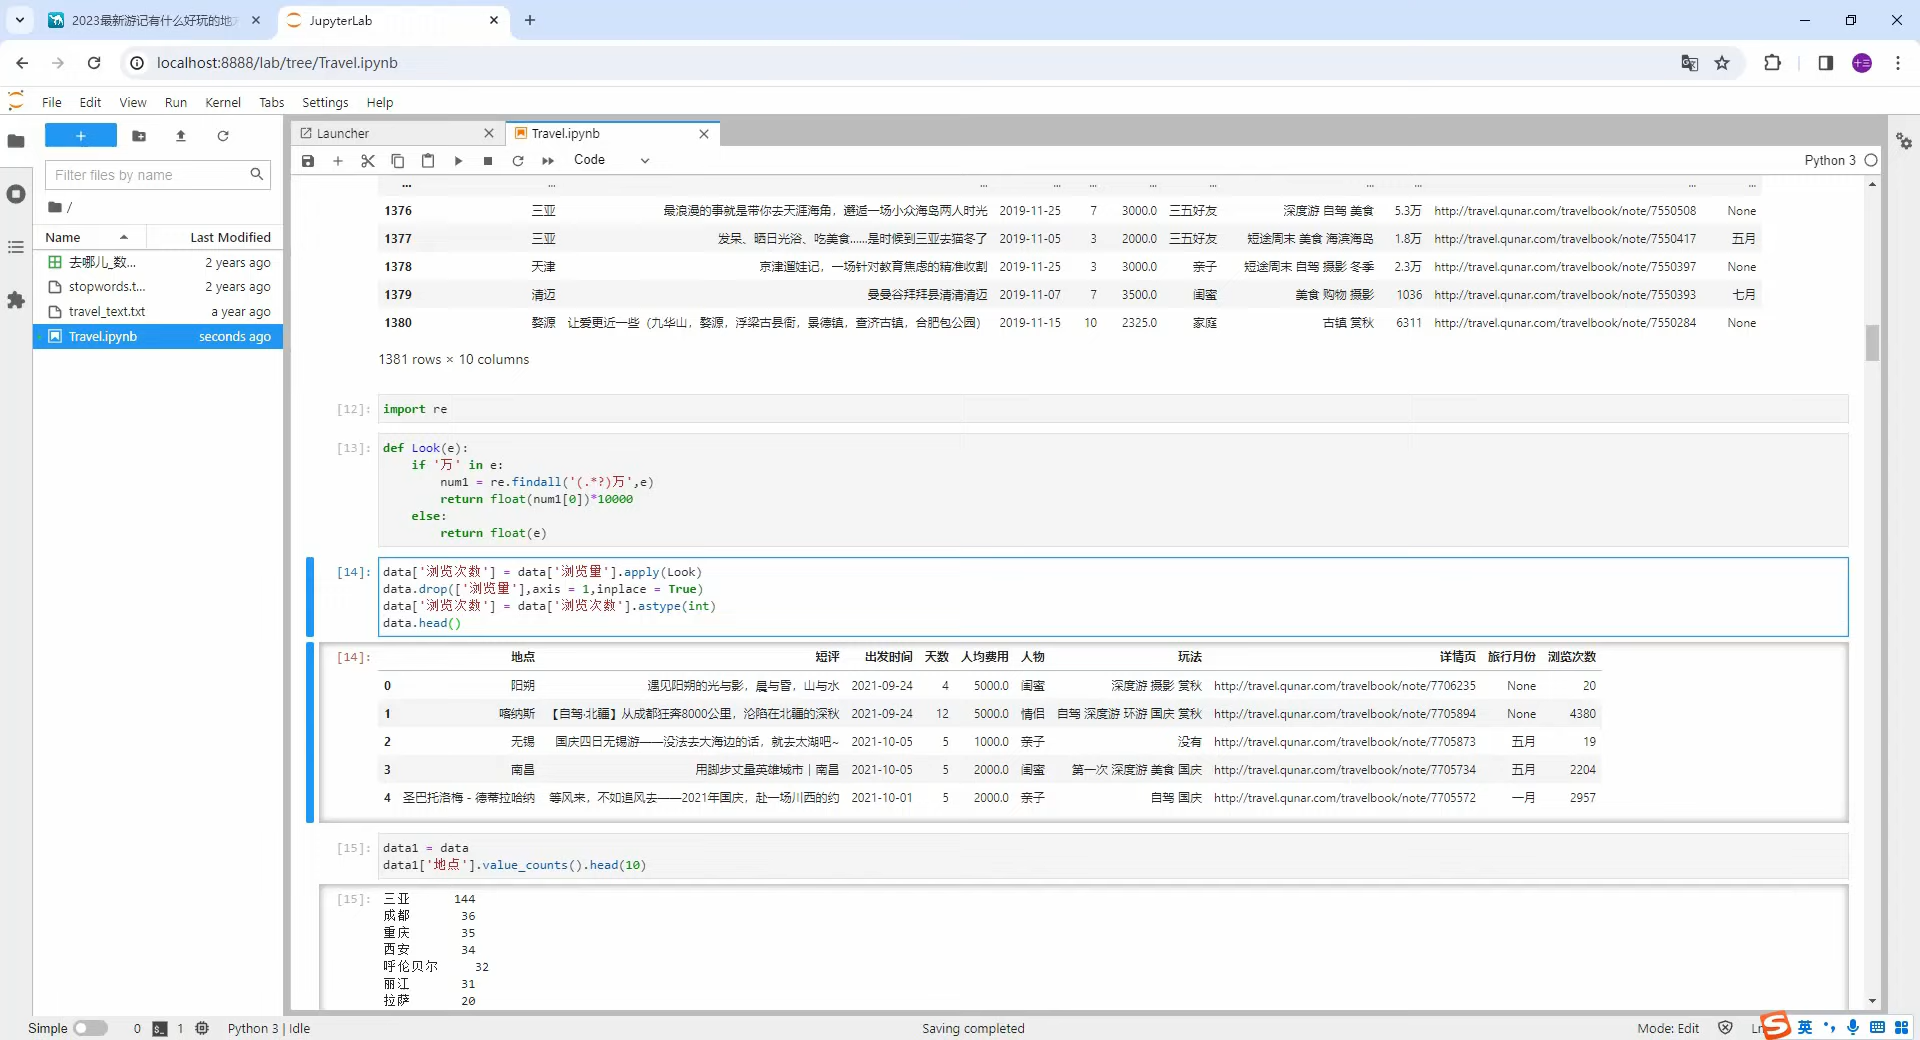 2023最新游记有什么好玩的地
JupyterLab
localhost:8888/lab/tree/Travel.ipynb
File Edit View Run Kernel Tabs Settings Help
Launcher
Travel.ipynb
Filter files by name
Code
Python 3
/
Name Last Modified
去哪儿_数... 2 years ago
stopwords.t... 2 years ago
travel_text.txt a year ago
Travel.ipynb seconds ago
... ... ... ... ... ... ... ... ... ... ...
1376 三亚 最浪漫的事就是带你去天涯海角，邂逅一场小众海岛两人时光 2019-11-25 7 3000.0 三五好友 深度游 自驾 美食 5.3万 http://travel.qunar.com/travelbook/note/7550508 None
1377 三亚 发呆、晒日光浴、吃美食......是时候到三亚去猫冬了 2019-11-05 3 2000.0 三五好友 短途周末 美食 海滨海岛 1.8万 http://travel.qunar.com/travelbook/note/7550417 五月
1378 天津 京津遛娃记，一场针对教育焦虑的精准收割 2019-11-25 3 3000.0 亲子 短途周末 自驾 摄影 冬季 2.3万 http://travel.qunar.com/travelbook/note/7550397 None
1379 清迈 曼曼谷拜拜县清清清迈 2019-11-07 7 3500.0 闺蜜 美食 购物 摄影 1036 http://travel.qunar.com/travelbook/note/7550393 七月
1380 婺源 让爱更近一些（九华山，婺源，浮梁古县衙，景德镇，查济古镇，合肥包公园） 2019-11-15 10 2325.0 家庭 古镇 赏秋 6311 http://travel.qunar.com/travelbook/note/7550284 None
1381 rows × 10 columns
[12]: import re
[13]: def Look(e):
if '万' in e:
num1 = re.findall('(.*?)万',e)
return float(num1[0])*10000
else:
return float(e)
[14]: data['浏览次数'] = data['浏览量'].apply(Look)
data.drop(['浏览量'],axis = 1,inplace = True)
data['浏览次数'] = data['浏览次数'].astype(int)
data.head()
[14]: 地点 短评 出发时间 天数 人均费用 人物 玩法 详情页 旅行月份 浏览次数
0 阳朔 遇见阳朔的光与影，晨与昏，山与水 2021-09-24 4 5000.0 闺蜜 深度游 摄影 赏秋 http://travel.qunar.com/travelbook/note/7706235 None 20
1 喀纳斯 【自驾·北疆】从成都狂奔8000公里，沦陷在北疆的深秋 2021-09-24 12 5000.0 情侣 自驾 深度游 环游 国庆 赏秋 http://travel.qunar.com/travelbook/note/7705894 None 4380
2 无锡 国庆四日无锡游——没法去大海边的话，就去太湖吧~ 2021-10-05 5 1000.0 亲子 没有 http://travel.qunar.com/travelbook/note/7705873 五月 19
3 南昌 用脚步丈量英雄城市｜南昌 2021-10-05 5 2000.0 闺蜜 第一次 深度游 美食 国庆 http://travel.qunar.com/travelbook/note/7705734 五月 2204
4 圣巴托洛梅 - 德蒂拉哈纳 等风来，不如追风去——2021年国庆，赴一场川西的约 2021-10-01 5 2000.0 亲子 自驾 国庆 http://travel.qunar.com/travelbook/note/7705572 一月 2957
[15]: data1 = data
data1['地点'].value_counts().head(10)
[15]: 三亚 144
成都 36
重庆 35
西安 34
呼伦贝尔 32
丽江 31
拉萨 20
Simple 0 1 Python 3 | Idle Saving completed Mode: Edit Ln 英